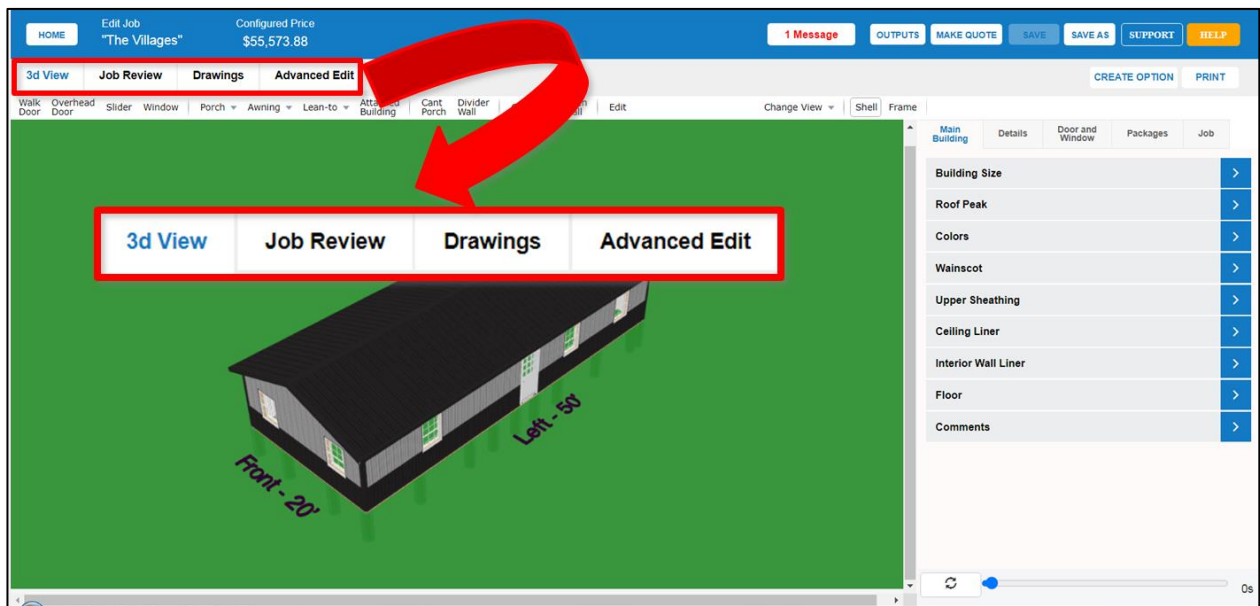 HOME
Edit Job
"The Villages"
Configured Price
$55,573.88
1 Message
OUTPUTS
MAKE QUOTE
SAVE
SAVE AS
SUPPORT
HELP
3d View Job Review Drawings Advanced Edit
CREATE OPTION PRINT
Walk Door
Overhead Door
Slider
Window
Porch
Awning
Lean-to
Building
Cant Porch
Divider Wall
Edit
Change View
Shell
Frame
Main Building
Details
Door and Window
Packages
Job
3d View Job Review Drawings Advanced Edit
Building Size
Roof Peak
Colors
Wainscot
Upper Sheathing
Ceiling Liner
Interior Wall Liner
Floor
Comments
Left - 50'
Front - 20'
0s